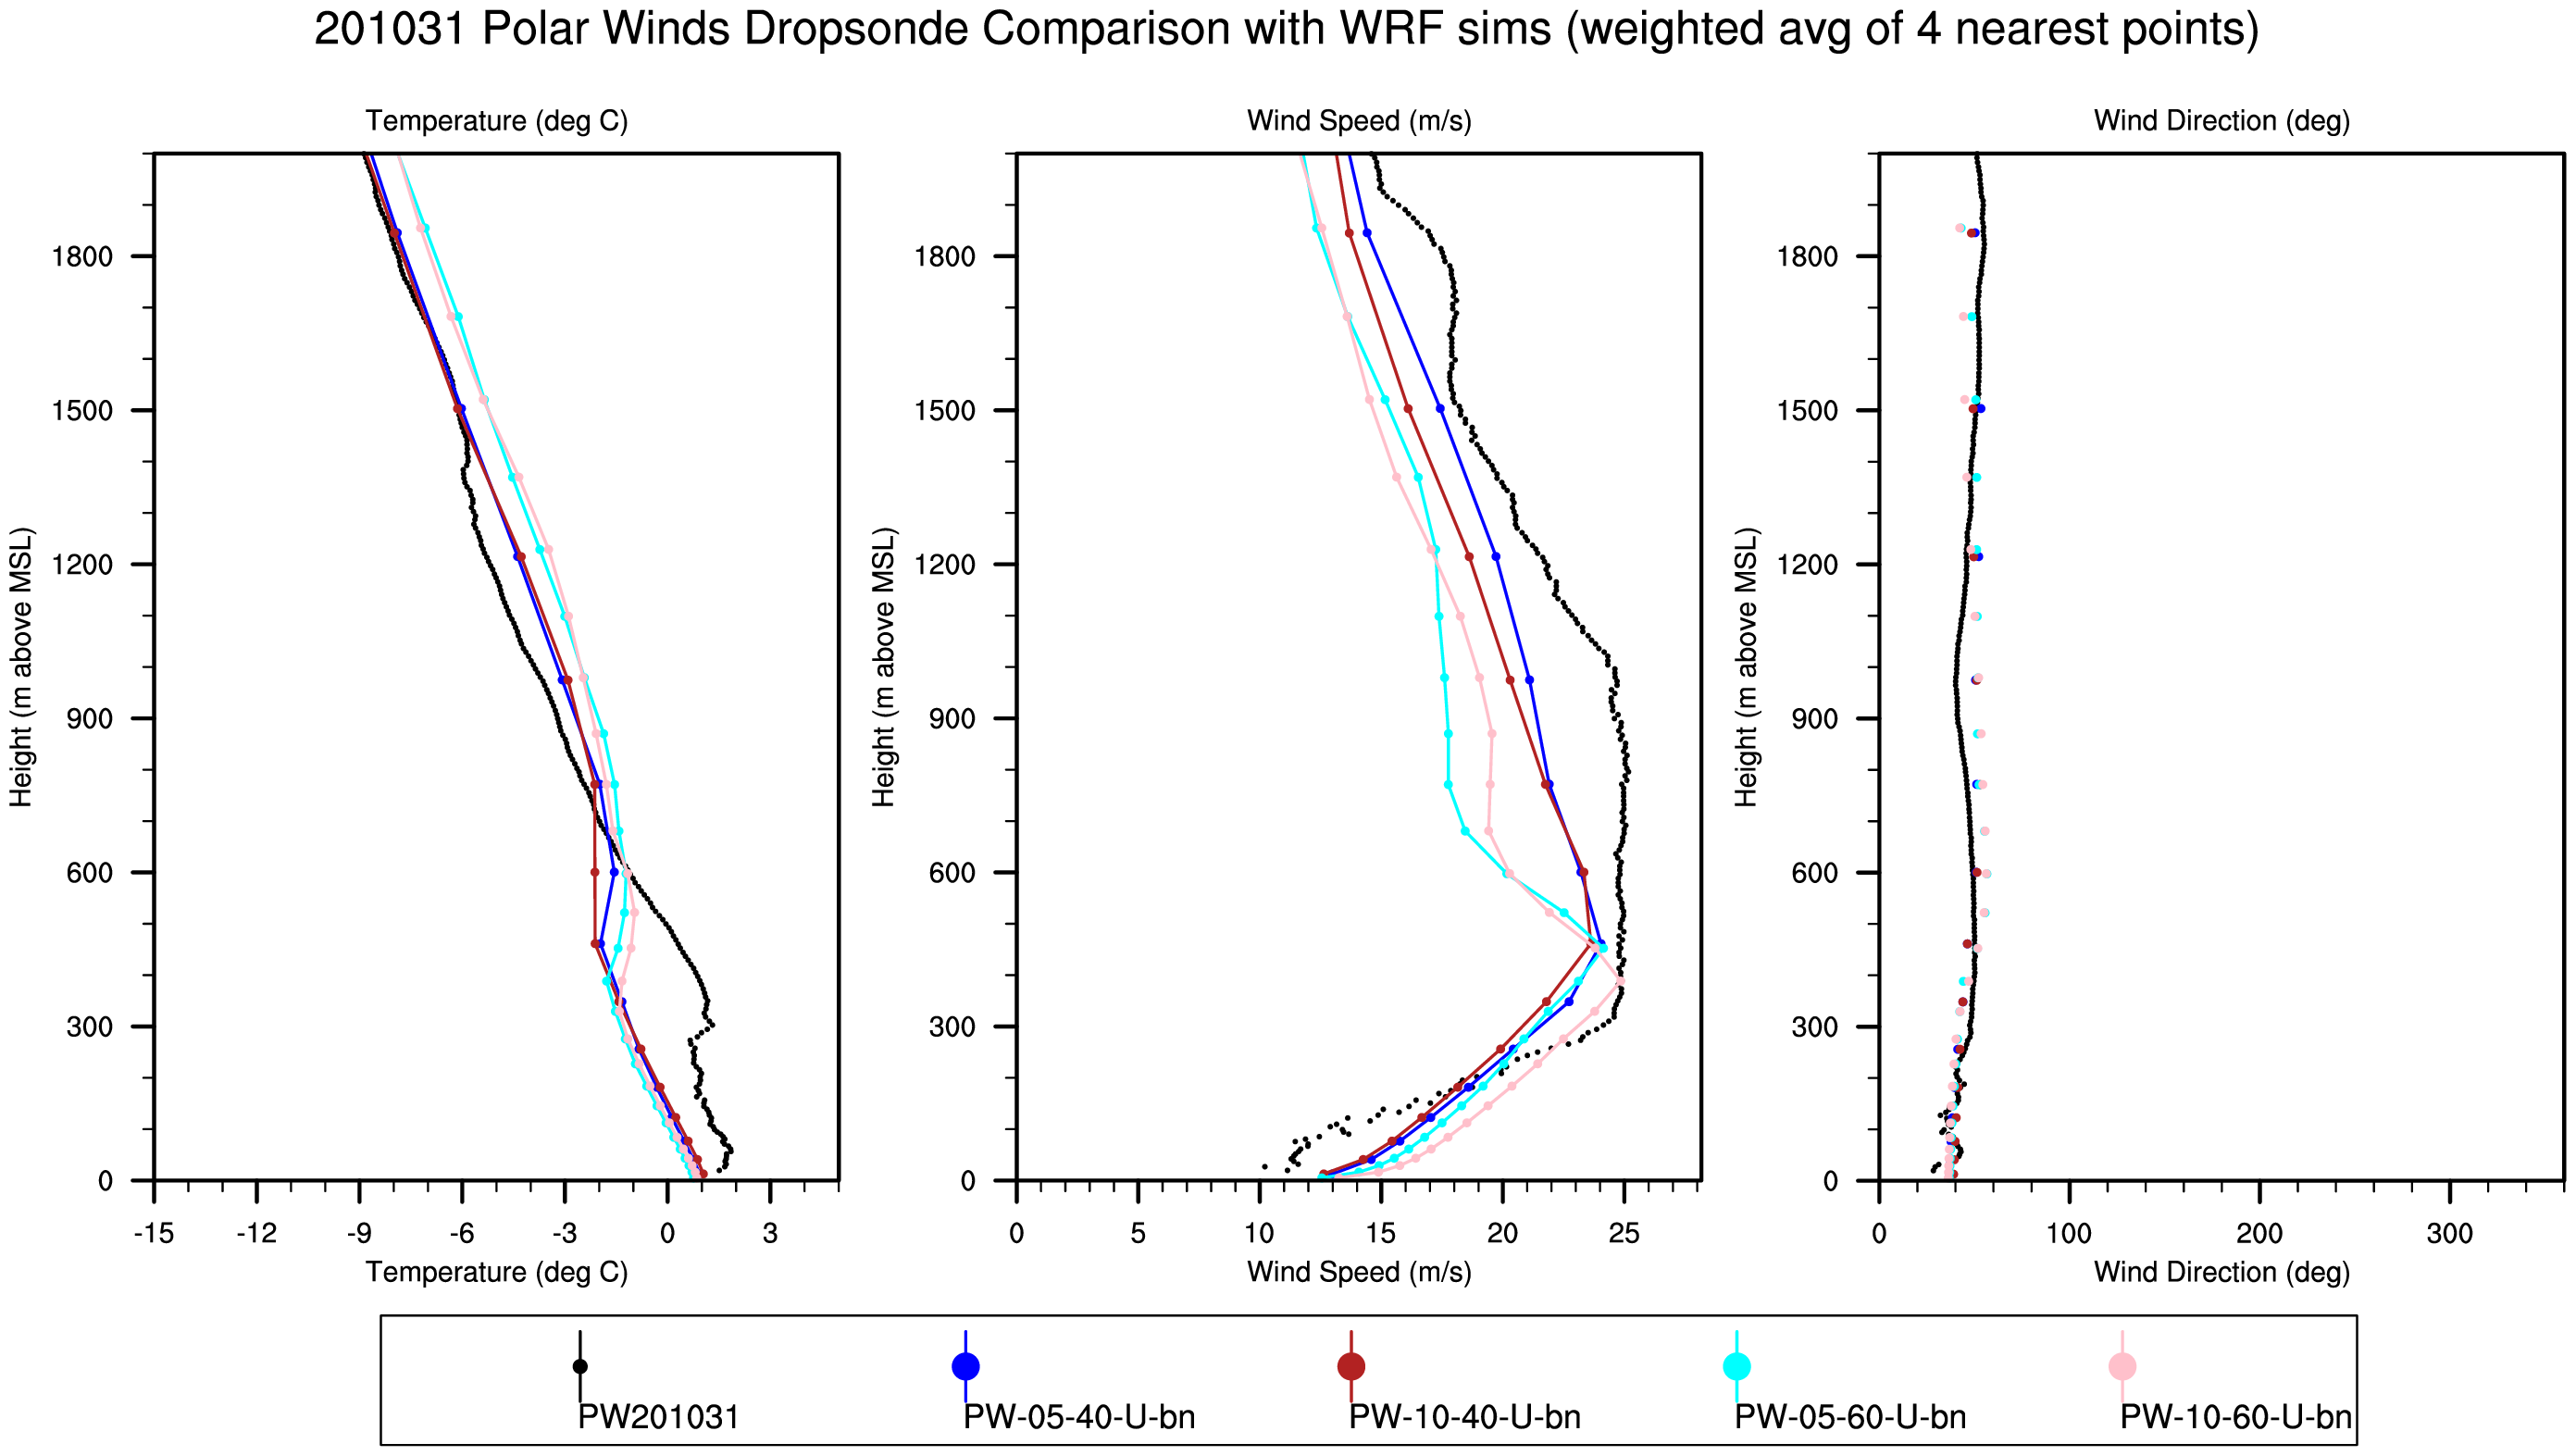 201031 Polar Winds Dropsonde Comparison with WRF sims (weighted avg of 4 nearest points)
Temperature (deg C)
Wind Speed (m/s)
Wind Direction (deg)
Height (m above MSL)
1800
1500
1200
900
600
300
0
-15 -12 -9 -6 -3 0 3
Temperature (deg C)
Height (m above MSL)
1800
1500
1200
900
600
300
0
0 5 10 15 20 25
Wind Speed (m/s)
Height (m above MSL)
1800
1500
1200
900
600
300
0
0 100 200 300
Wind Direction (deg)
PW201031
PW-05-40-U-bn
PW-10-40-U-bn
PW-05-60-U-bn
PW-10-60-U-bn